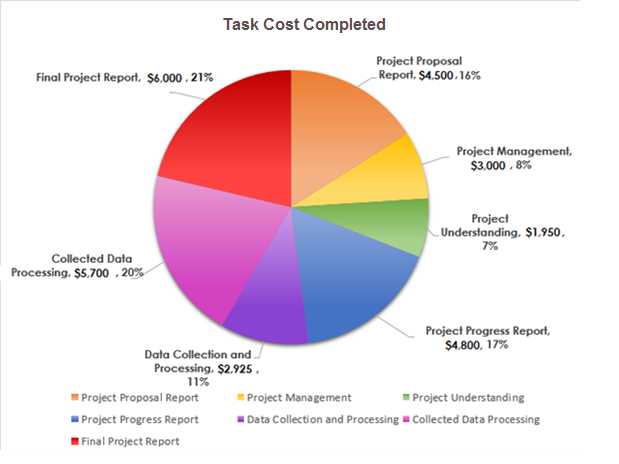 Task Cost Completed
Project Proposal
Report, $4,500,16%
Final Project Report, $6,000, 21%
Project Management,
$3,000 , 8%
Project
Understanding, $1,950 ,
7%
Collected Data
Processing, $5,700 , 20%
Project Progress Report,
$4,800, 17%
Data Collection and
Processing, $2,925 ,
11%
Project Proposal Report Project Management Project Understanding
Project Progress Report Data Collection and Processing Collected Data Processing
Final Project Report